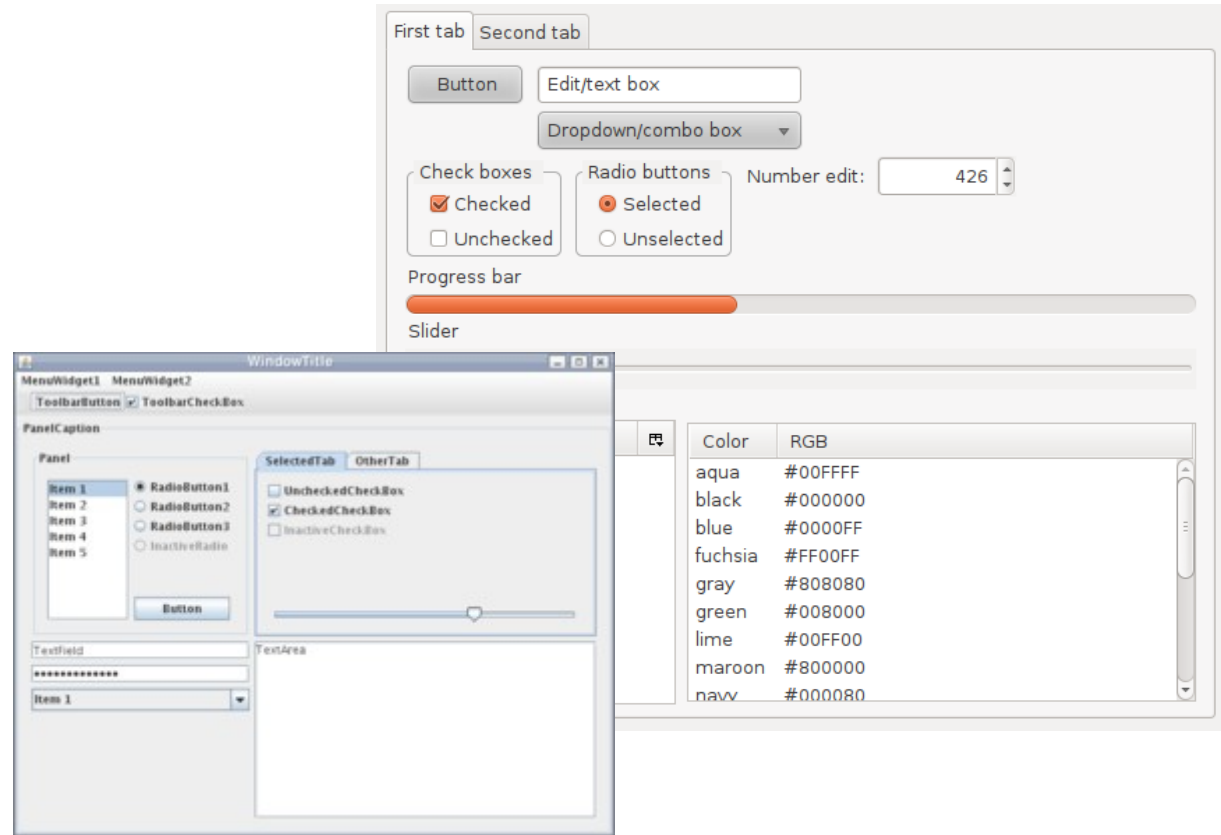 First tab Second tab
Button Edit/text box
Dropdown/combo box
Check boxes Radio buttons Number edit: 426
Checked Selected
Unchecked Unselected
Progress bar
Slider
Color RGB
aqua #00FFFF
black #000000
blue #0000FF
fuchsia #FF00FF
gray #808080
green #008000
lime #00FF00
maroon #800000
navy #000080
WindowTitle
MenuWidget1 MenuWidget2
ToolbarButton ToolbarCheckBox
PanelCaption
Panel
Item 1
Item 2
Item 3
Item 4
Item 5
RadioButton1
RadioButton2
RadioButton3
InactiveRadio
Button
SelectedTab OtherTab
UncheckedCheckBox
CheckedCheckBox
InactiveCheckBox
TextField
TextArea
•••••••••••••
Item 1